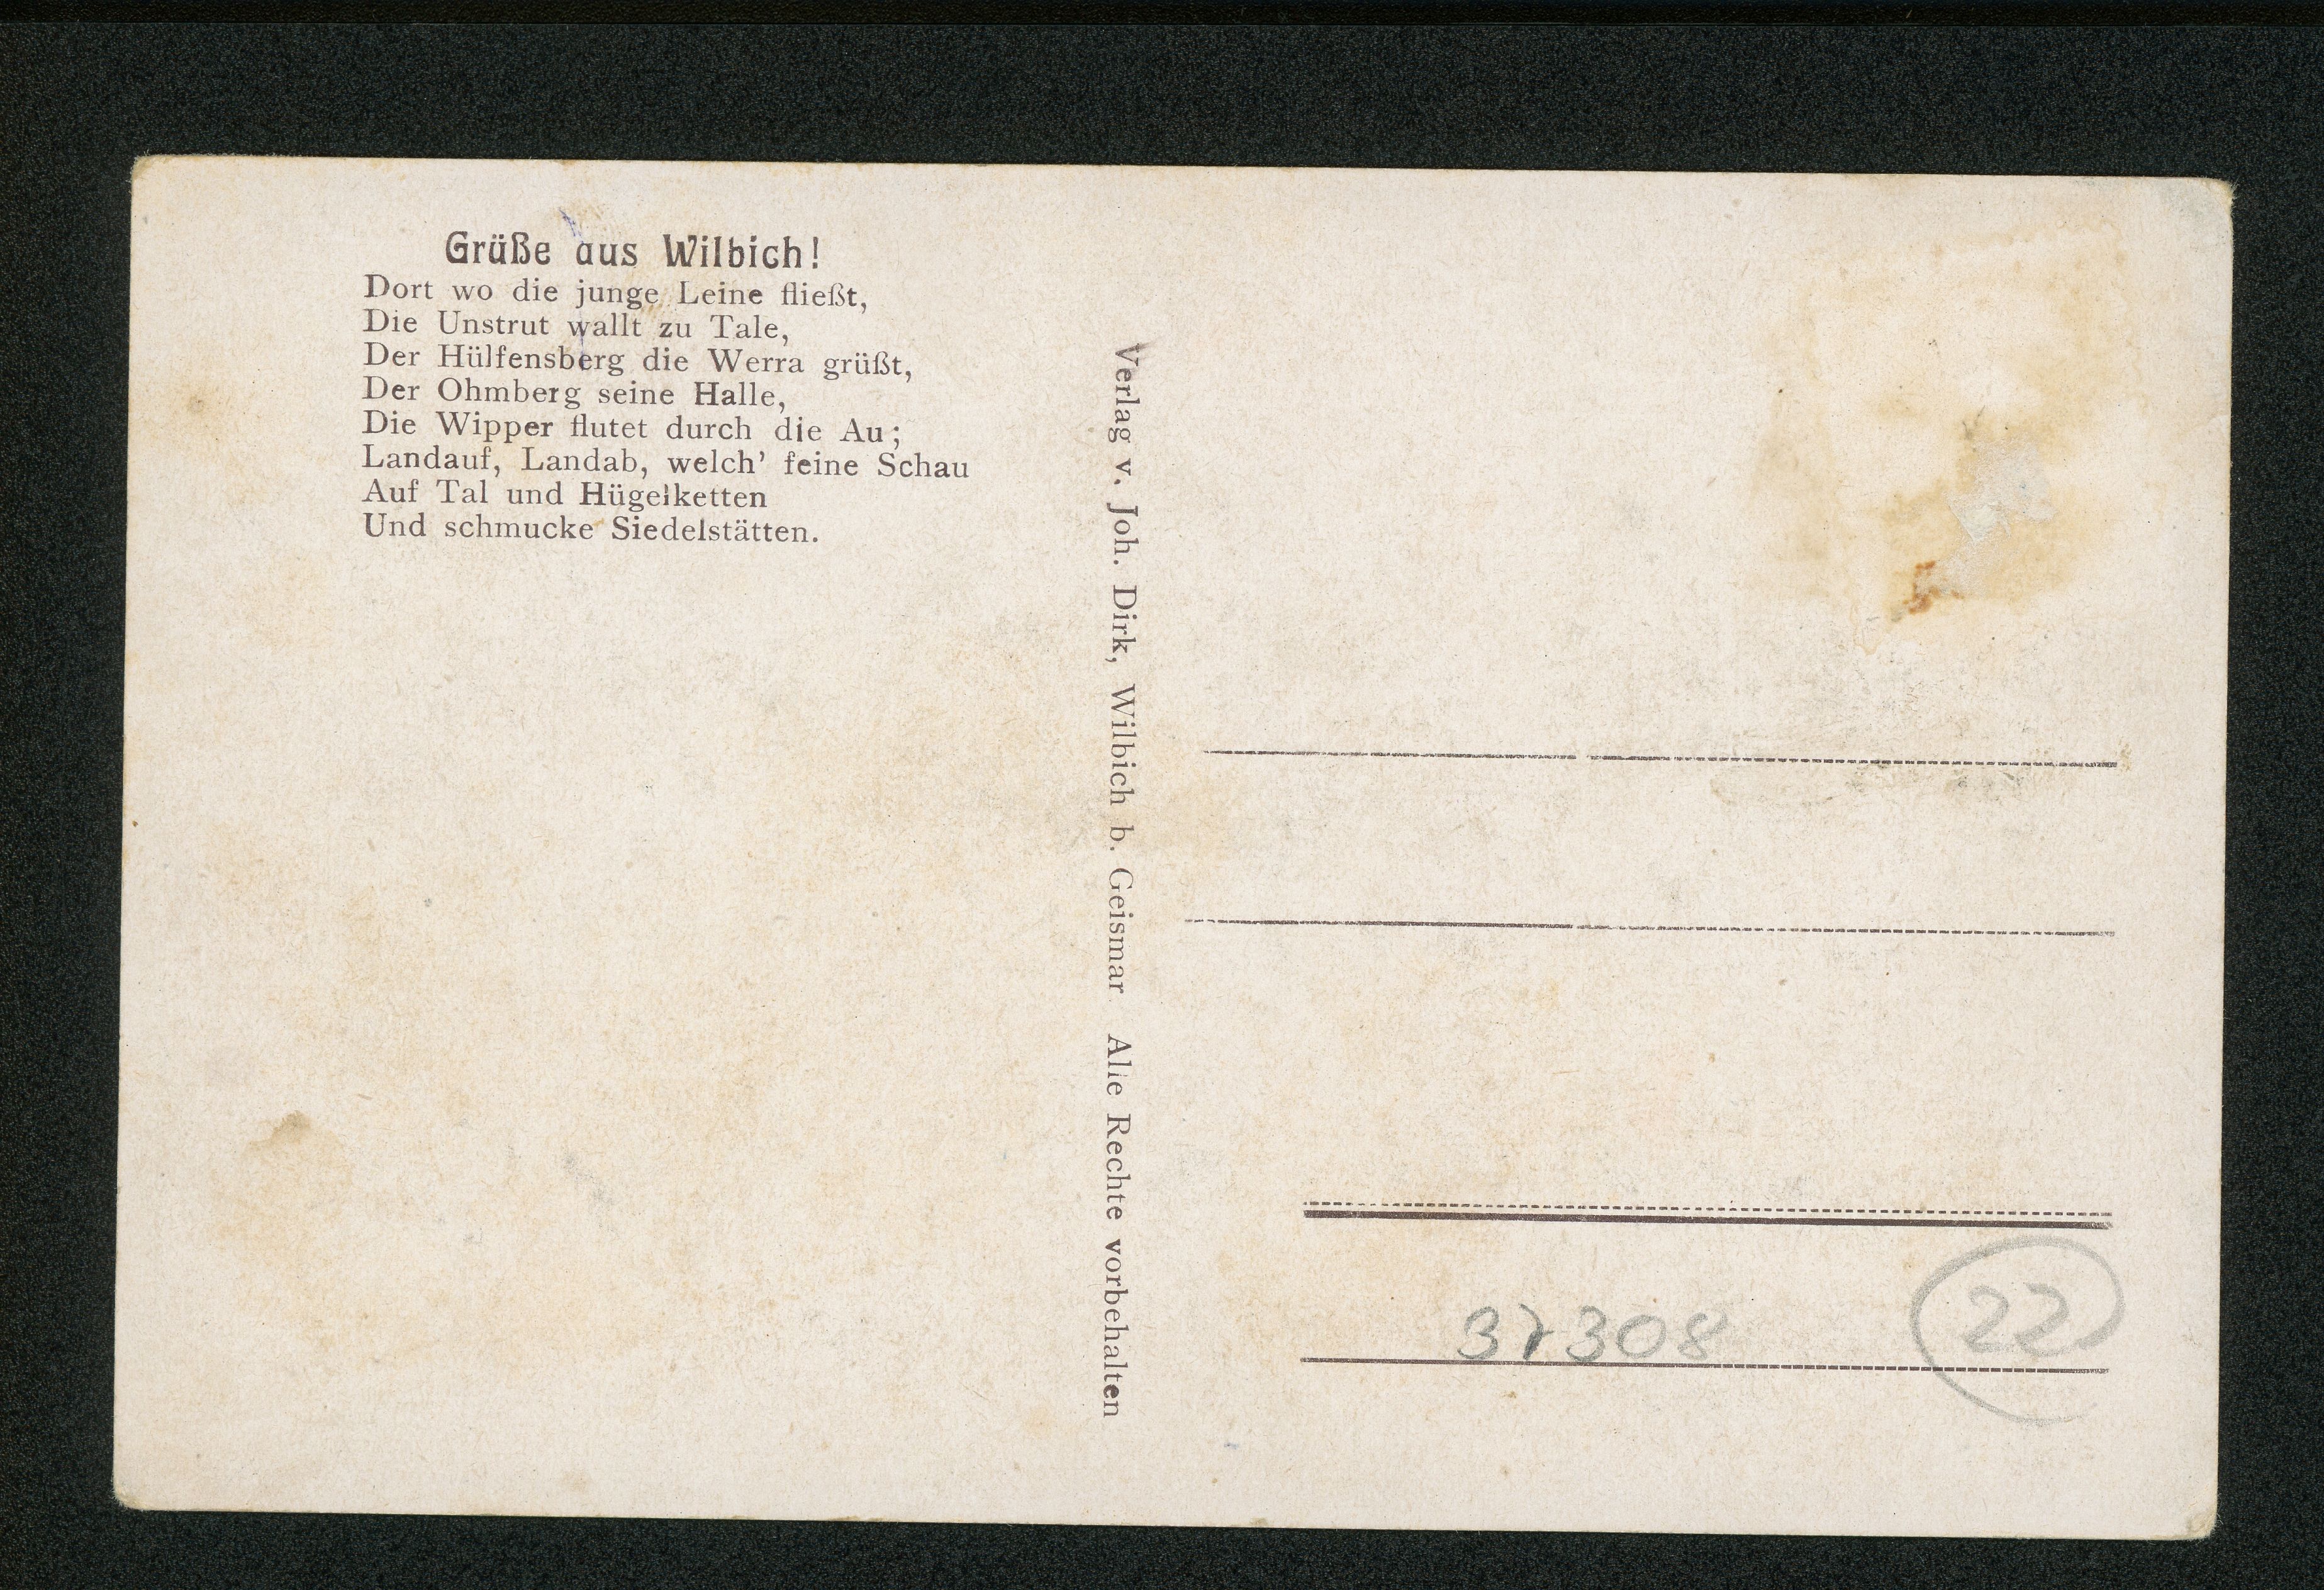 Grüße aus Wilbich!
Dort wo die junge Leine fließt,
Die Unstrut wallt zu Tale,
Der Hülfensberg die Werra grüßt,
Der Ohmberg seine Halle,
Die Wipper flutet durch die Au;
Landauf, Landab, welch' feine Schau
Auf Tal und Hügelketten
Und schmucke Siedelstätten.
Verlag v. Joh. Dirk, Wilbich b. Geismar Alle Rechte vorbehalten
37308
22